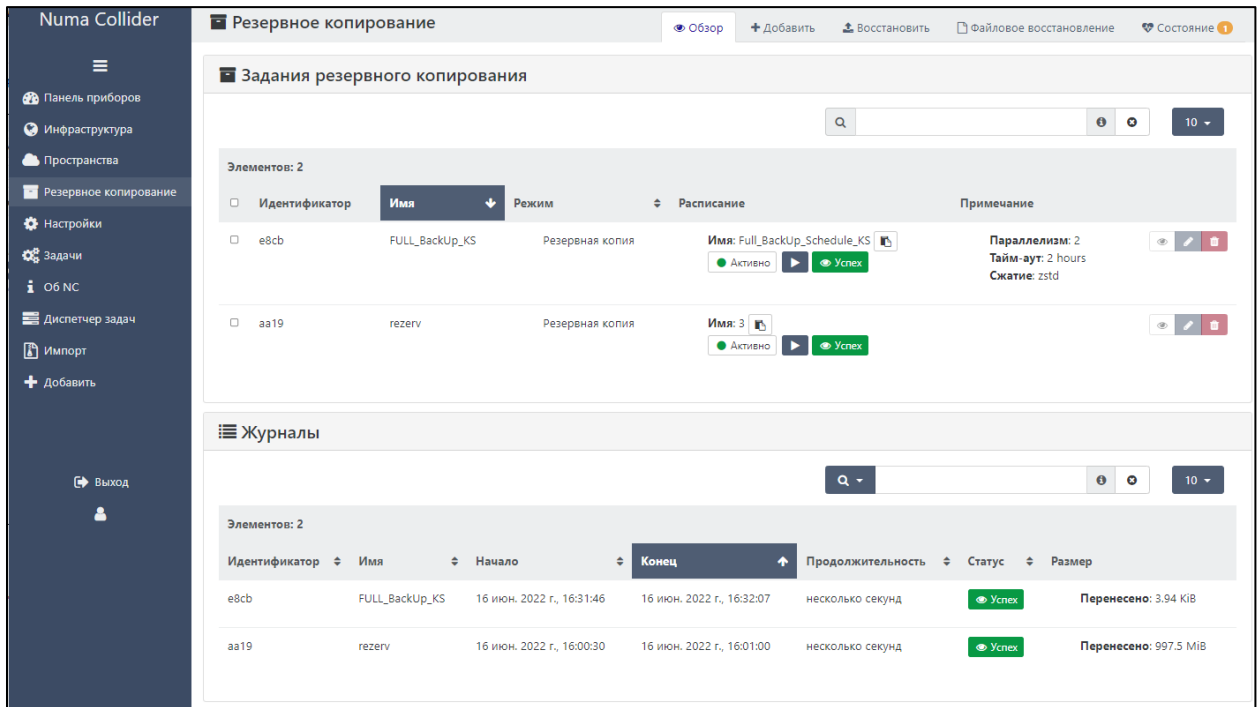 Numa Collider
Панель приборов
Инфраструктура
Пространства
Резервное копирование
Настройки
Задачи
Об NC
Диспетчер задач
Импорт
Добавить
Выход
Резервное копирование
Обзор Добавить Восстановить Файловое восстановление Состояние 1
Задания резервного копирования
10
Элементов: 2
Идентификатор Имя Режим Расписание Примечание
e8cb FULL_BackUp_KS Резервная копия Имя: Full_BackUp_Schedule_KS Параллелизм: 2
Активно Успех Тайм-аут: 2 hours
Сжатие: zstd
aa19 rezerv Резервная копия Имя: 3
Активно Успех
Журналы
10
Элементов: 2
Идентификатор Имя Начало Конец Продолжительность Статус Размер
e8cb FULL_BackUp_KS 16 июн. 2022 г., 16:31:46 16 июн. 2022 г., 16:32:07 несколько секунд Успех Перенесено: 3.94 KiB
aa19 rezerv 16 июн. 2022 г., 16:00:30 16 июн. 2022 г., 16:01:00 несколько секунд Успех Перенесено: 997.5 MiB